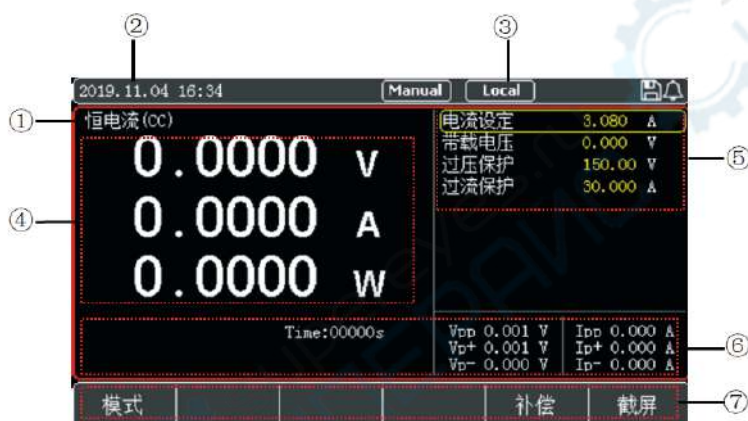 ② ③
2019.11.04 16:34 Manual Local
① 恒电流(CC)
0.0000 V
0.0000 A
0.0000 W
④
电流设定 3.080 A
带载电压 0.000 V
过压保护 150.00 V
过流保护 30.000 A
⑤
Time:00000s
Vpp 0.001 V Ipp 0.000 A
Vp+ 0.001 V Ip+ 0.000 A
Vp- 0.000 V Ip- 0.000 A
⑥
模式 补偿 截屏 ⑦